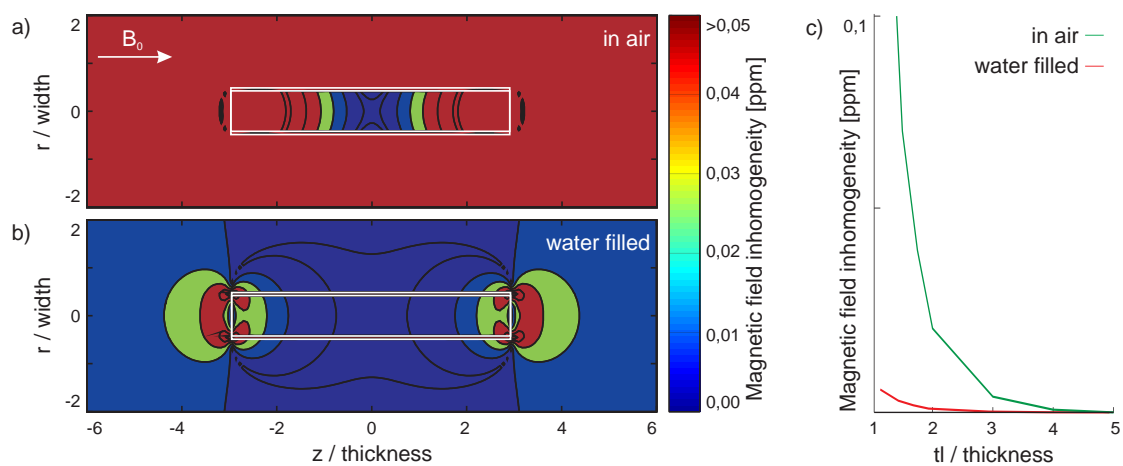 a)
B₀
in air
r / width
2
0
-2
b)
water filled
r / width
2
0
-2
-6
-4
-2
0
2
4
6
z / thickness
>0,05
0,04
0,03
0,02
0,01
0,00
Magnetic field inhomogeneity [ppm]
c)
0,1
in air
water filled
Magnetic field inhomogeneity [ppm]
1
2
3
4
5
tl / thickness